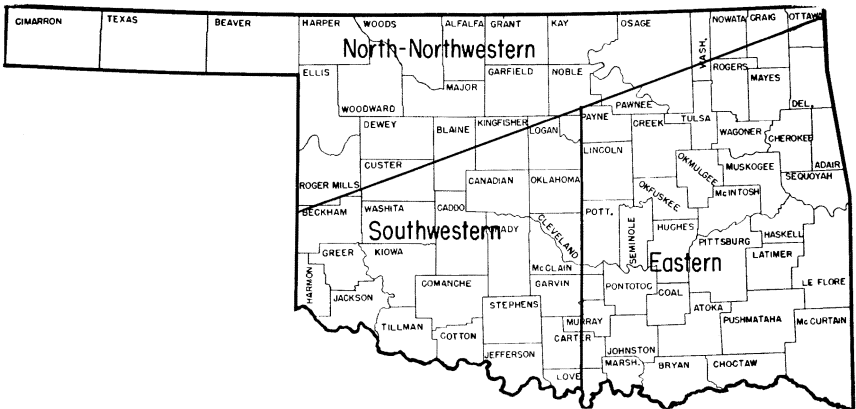 CIMARRON TEXAS BEAVER HARPER WOODS ALFALFA GRANT KAY OSAGE NOWATA CRAIG OTTAWA
North-Northwestern
WASH.
ELLIS MAJOR GARFIELD NOBLE ROGERS MAYES
WOODWARD PAWNEE DEL.
DEWEY BLAINE KINGFISHER LOGAN PAYNE CREEK TULSA WAGONER CHEROKEE
CUSTER LINCOLN OKMULGEE MUSKOGEE ADAIR
ROGER MILLS CANADIAN OKLAHOMA OKFUSKEE McINTOSH SEQUOYAH
BECKHAM WASHITA CADDO POTT. SEMINOLE HUGHES
Southwestern
GRADY CLEVELAND PITTSBURG HASKELL
GREER KIOWA McCLAIN LATIMER
Eastern
HARMON JACKSON COMANCHE GARVIN PONTOTOC COAL LE FLORE
STEPHENS ATOKA
TILLMAN MURRAY PUSHMATAHA McCURTAIN
COTTON CARTER JOHNSTON
JEFFERSON MARSH. BRYAN CHOCTAW
LOVE